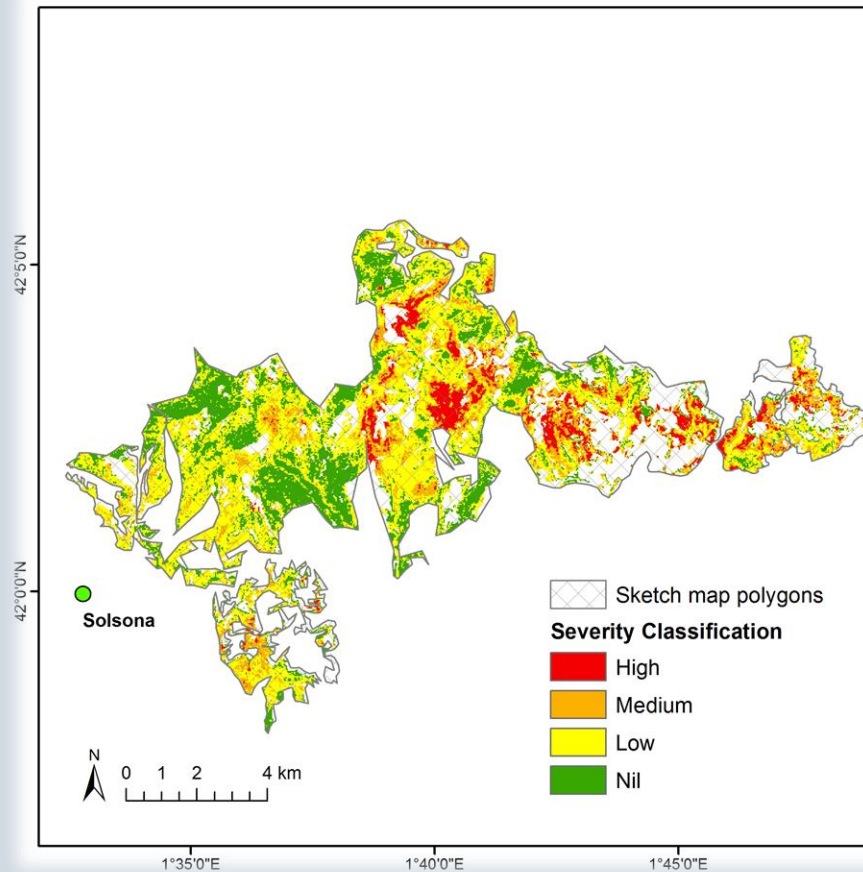 42°5'0"N
42°0'0"N
Solsona
Sketch map polygons
Severity Classification
High
Medium
Low
Nil
N
0 1 2 4 km
1°35'0"E 1°40'0"E 1°45'0"E